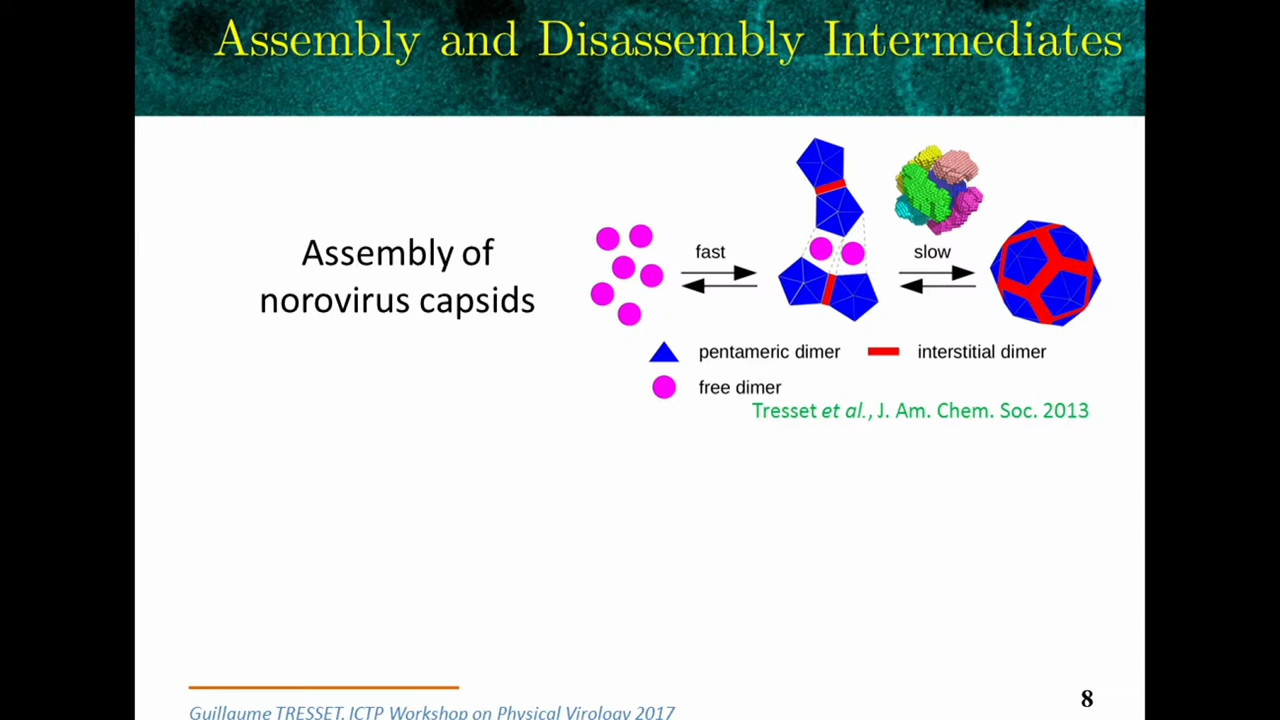 Assembly and Disassembly Intermediates
Assembly of
norovirus capsids
fast
slow
pentameric dimer
interstitial dimer
free dimer
Tresset et al., J. Am. Chem. Soc. 2013
Guillaume TRESSET, ICTP Workshop on Physical Virology 2017
8